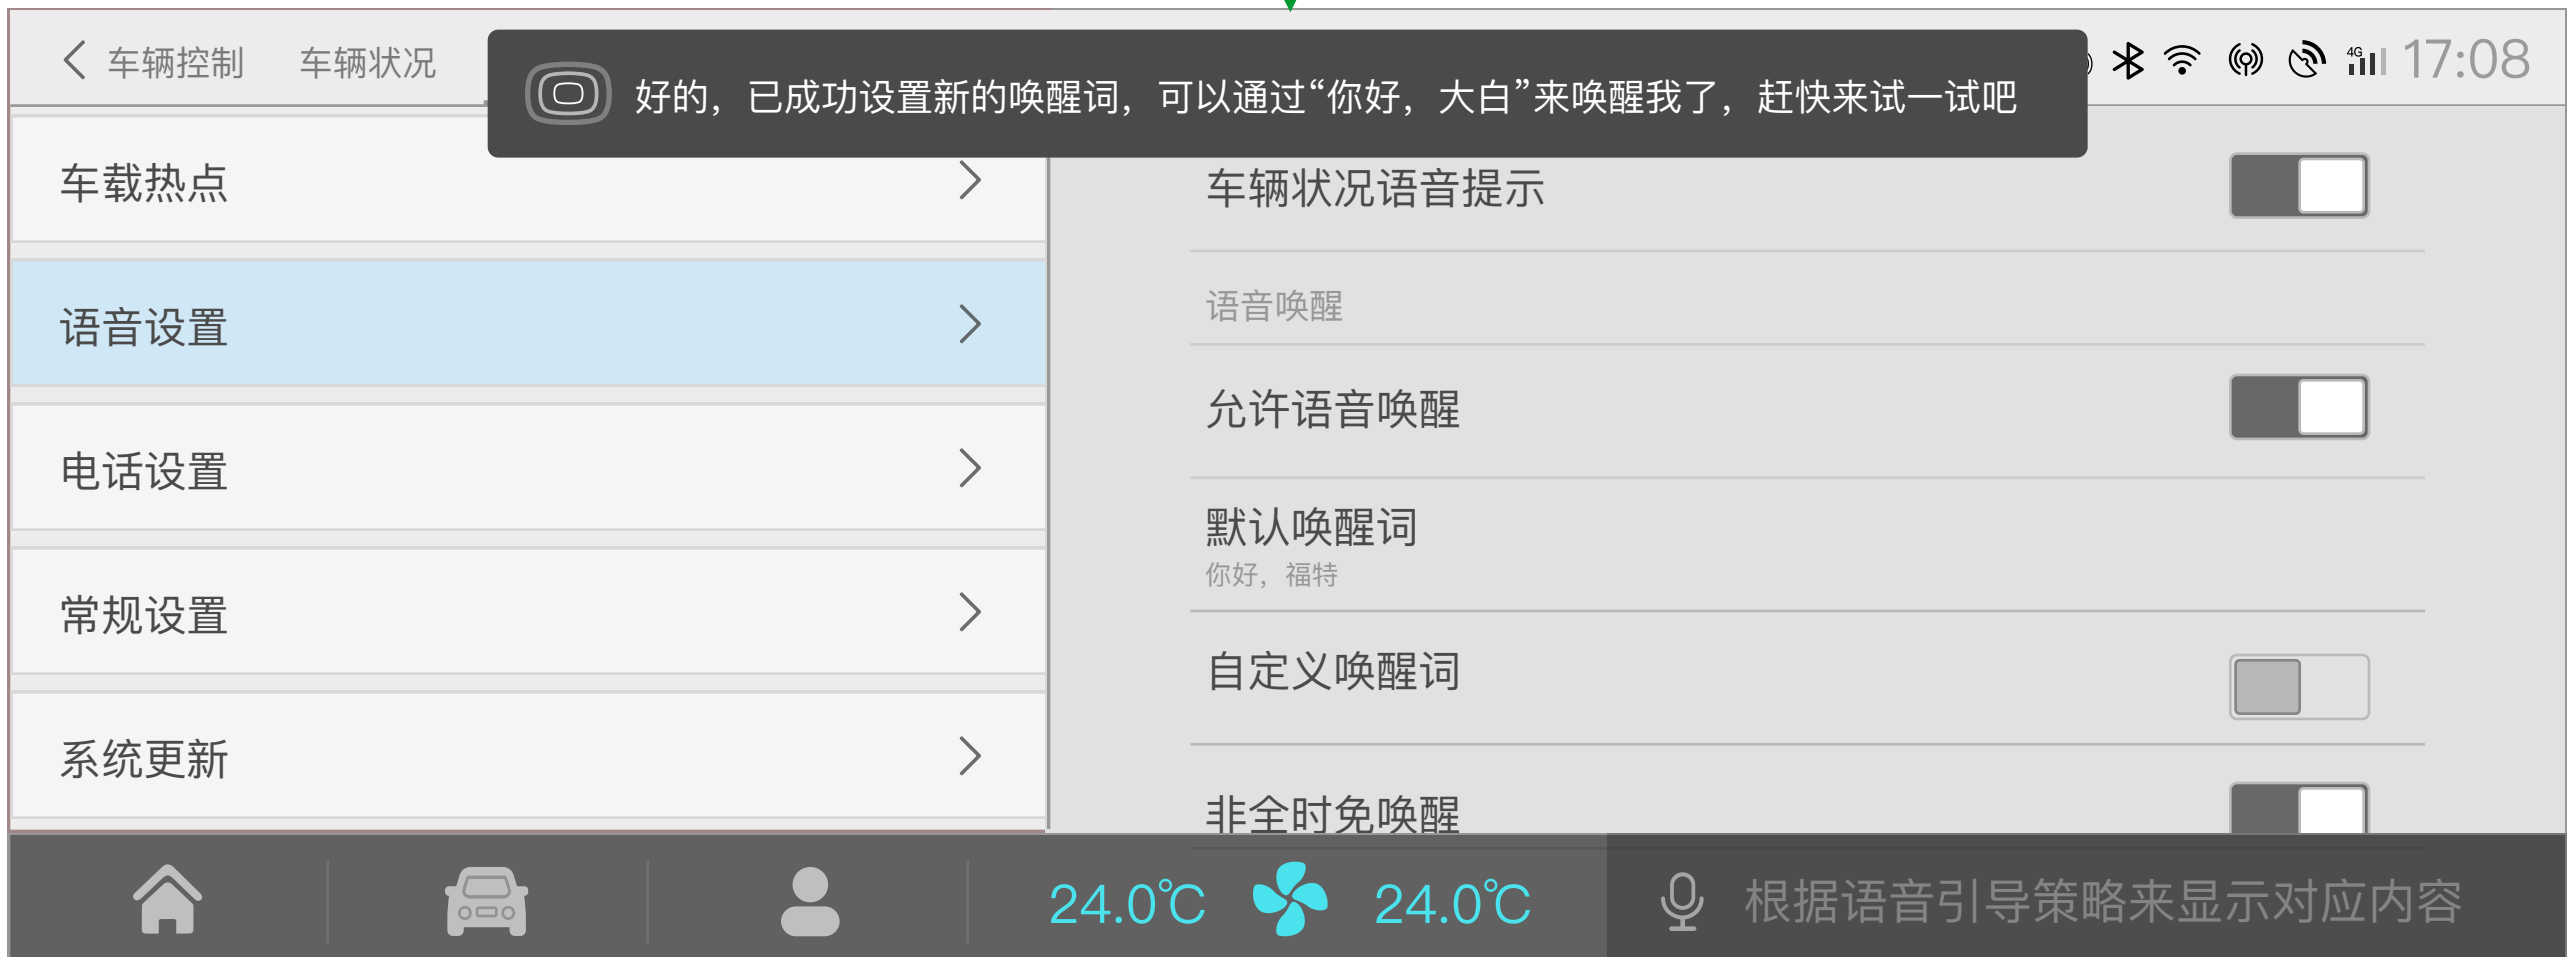 车辆控制 车辆状况
好的，已成功设置新的唤醒词，可以通过“你好，大白”来唤醒我了，赶快来试一试吧
4G 17:08
车载热点
语音设置
电话设置
常规设置
系统更新
车辆状况语音提示
语音唤醒
允许语音唤醒
默认唤醒词
你好，福特
自定义唤醒词
非全时免唤醒
24.0℃ 24.0℃
根据语音引导策略来显示对应内容